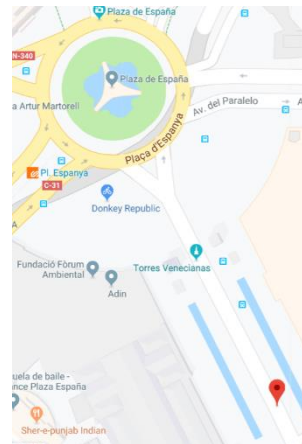 Plaza de España
N-340
Plaza de España
a Artur Martorell
Av. del Paralelo
A
Plaça d'Espanya
Pl. Espanya
C-31
A
Donkey Republic
Torres Venecianas
Fundació Fòrum
Ambiental
Adin
uela de baile -
nce Plaza España
Sher-e-punjab Indian